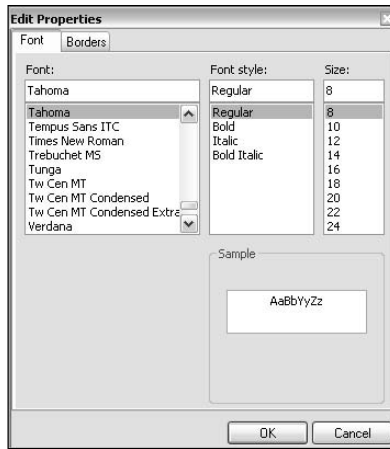 Edit Properties
Font Borders
Font: Font style: Size:
Tahoma Regular 8
Tahoma Regular 8
Tempus Sans ITC Bold 10
Times New Roman Italic 12
Trebuchet MS Bold Italic 14
Tunga 16
Tw Cen MT 18
Tw Cen MT Condensed 20
Tw Cen MT Condensed Extra 22
Verdana 24
Sample
AaBbYyZz
OK Cancel